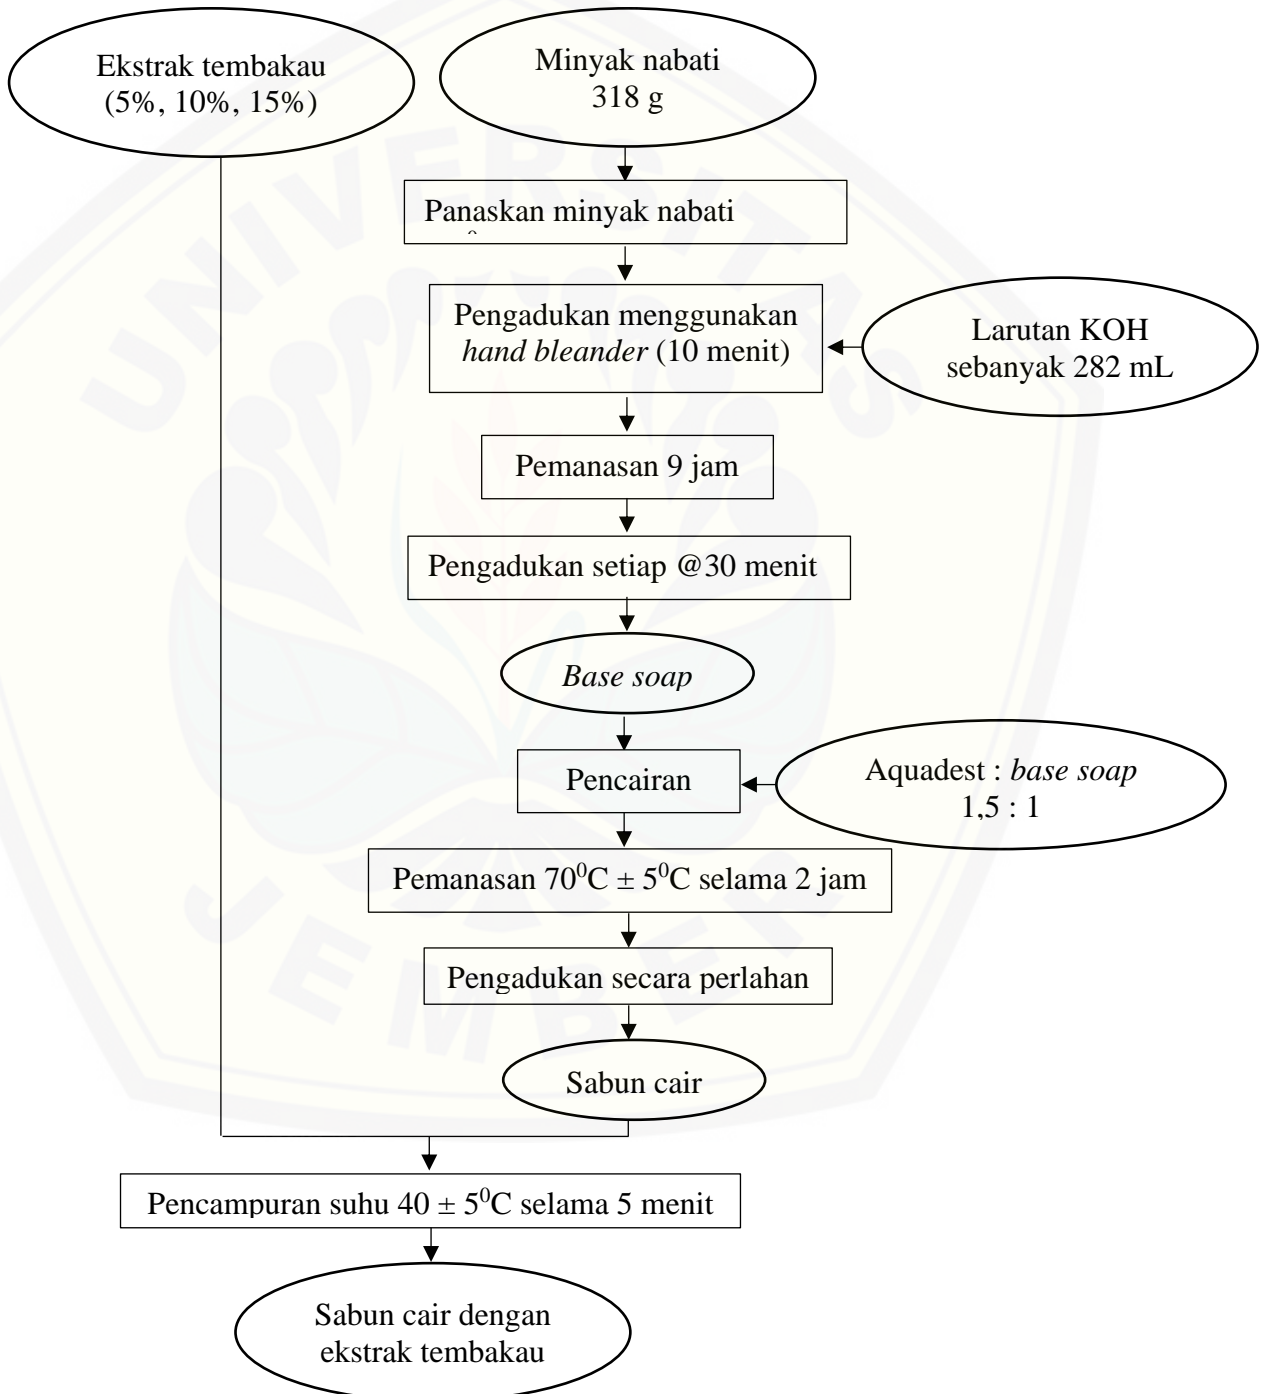 Ekstrak tembakau
(5%, 10%, 15%)
Minyak nabati
318 g
Panaskan minyak nabati
Pengadukan menggunakan
hand bleander (10 menit)
Larutan KOH
sebanyak 282 mL
Pemanasan 9 jam
Pengadukan setiap @30 menit
Base soap
Pencairan
Aquadest : base soap
1,5 : 1
Pemanasan 70⁰C ± 5⁰C selama 2 jam
Pengadukan secara perlahan
Sabun cair
Pencampuran suhu 40 ± 5⁰C selama 5 menit
Sabun cair dengan
ekstrak tembakau
UNIVERSITAS
JEMBER